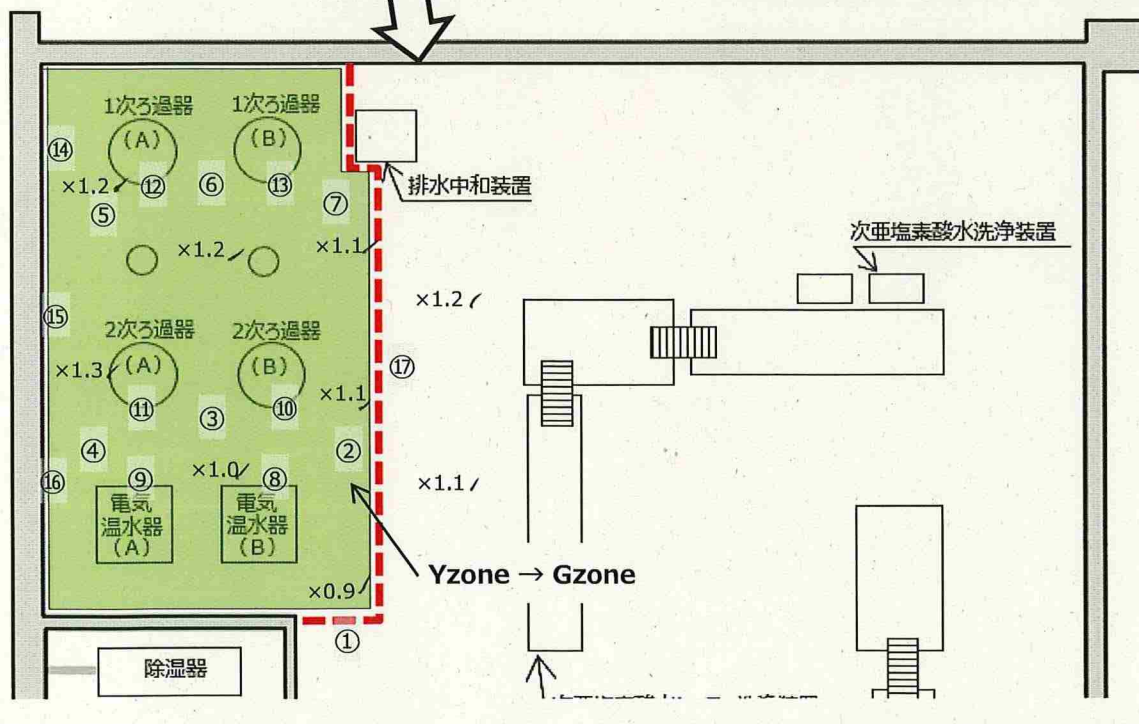 1次ろ過器
(A)
1次ろ過器
(B)
⑭
×1.2
⑫
⑥
⑬
⑦
⑤
排水中和装置
×1.2
×1.1
次亜塩素酸水洗浄装置
×1.2
⑮
2次ろ過器
(A)
2次ろ過器
(B)
×1.3
⑰
×1.1
⑪
③
⑩
④
②
⑯
⑨
×1.0
⑧
×1.1
電気
温水器
(A)
電気
温水器
(B)
Yzone → Gzone
×0.9
①
除湿器